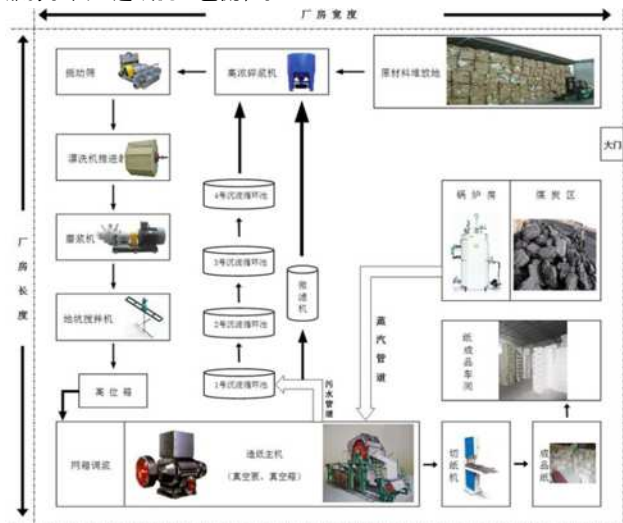 厂房宽度
振动筛
高浓碎浆机
原材料堆放地
大门
漂洗机推进器
4号沉淀循环池
锅炉房
煤炭区
厂房长度
磨浆机
3号沉淀循环池
微滤机
地坑搅拌机
2号沉淀循环池
蒸汽管道
纸成品车间
高位箱
1号沉淀循环池
污水管道
网箱调浆
造纸主机
(真空泵、真空箱)
切纸机
成品纸